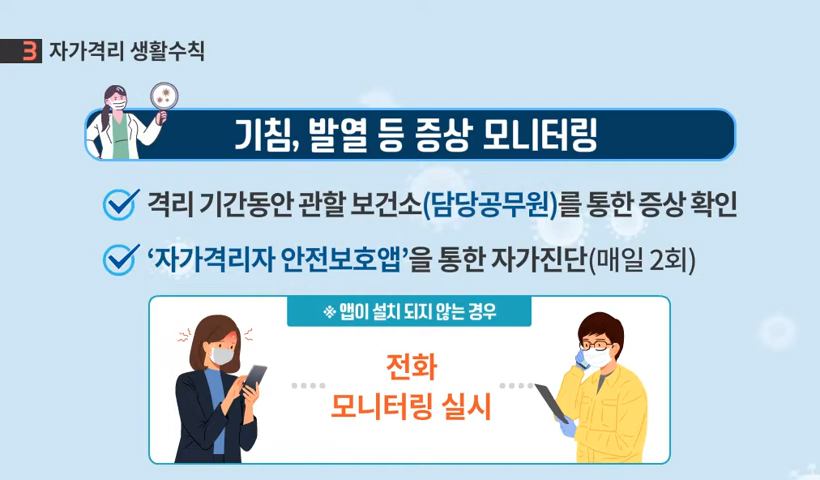 3 자가격리 생활수칙
기침, 발열 등 증상 모니터링
격리 기간동안 관할 보건소(담당공무원)를 통한 증상 확인
‘자가격리자 안전보호앱’을 통한 자가진단(매일 2회)
※ 앱이 설치 되지 않는 경우
전화
모니터링 실시